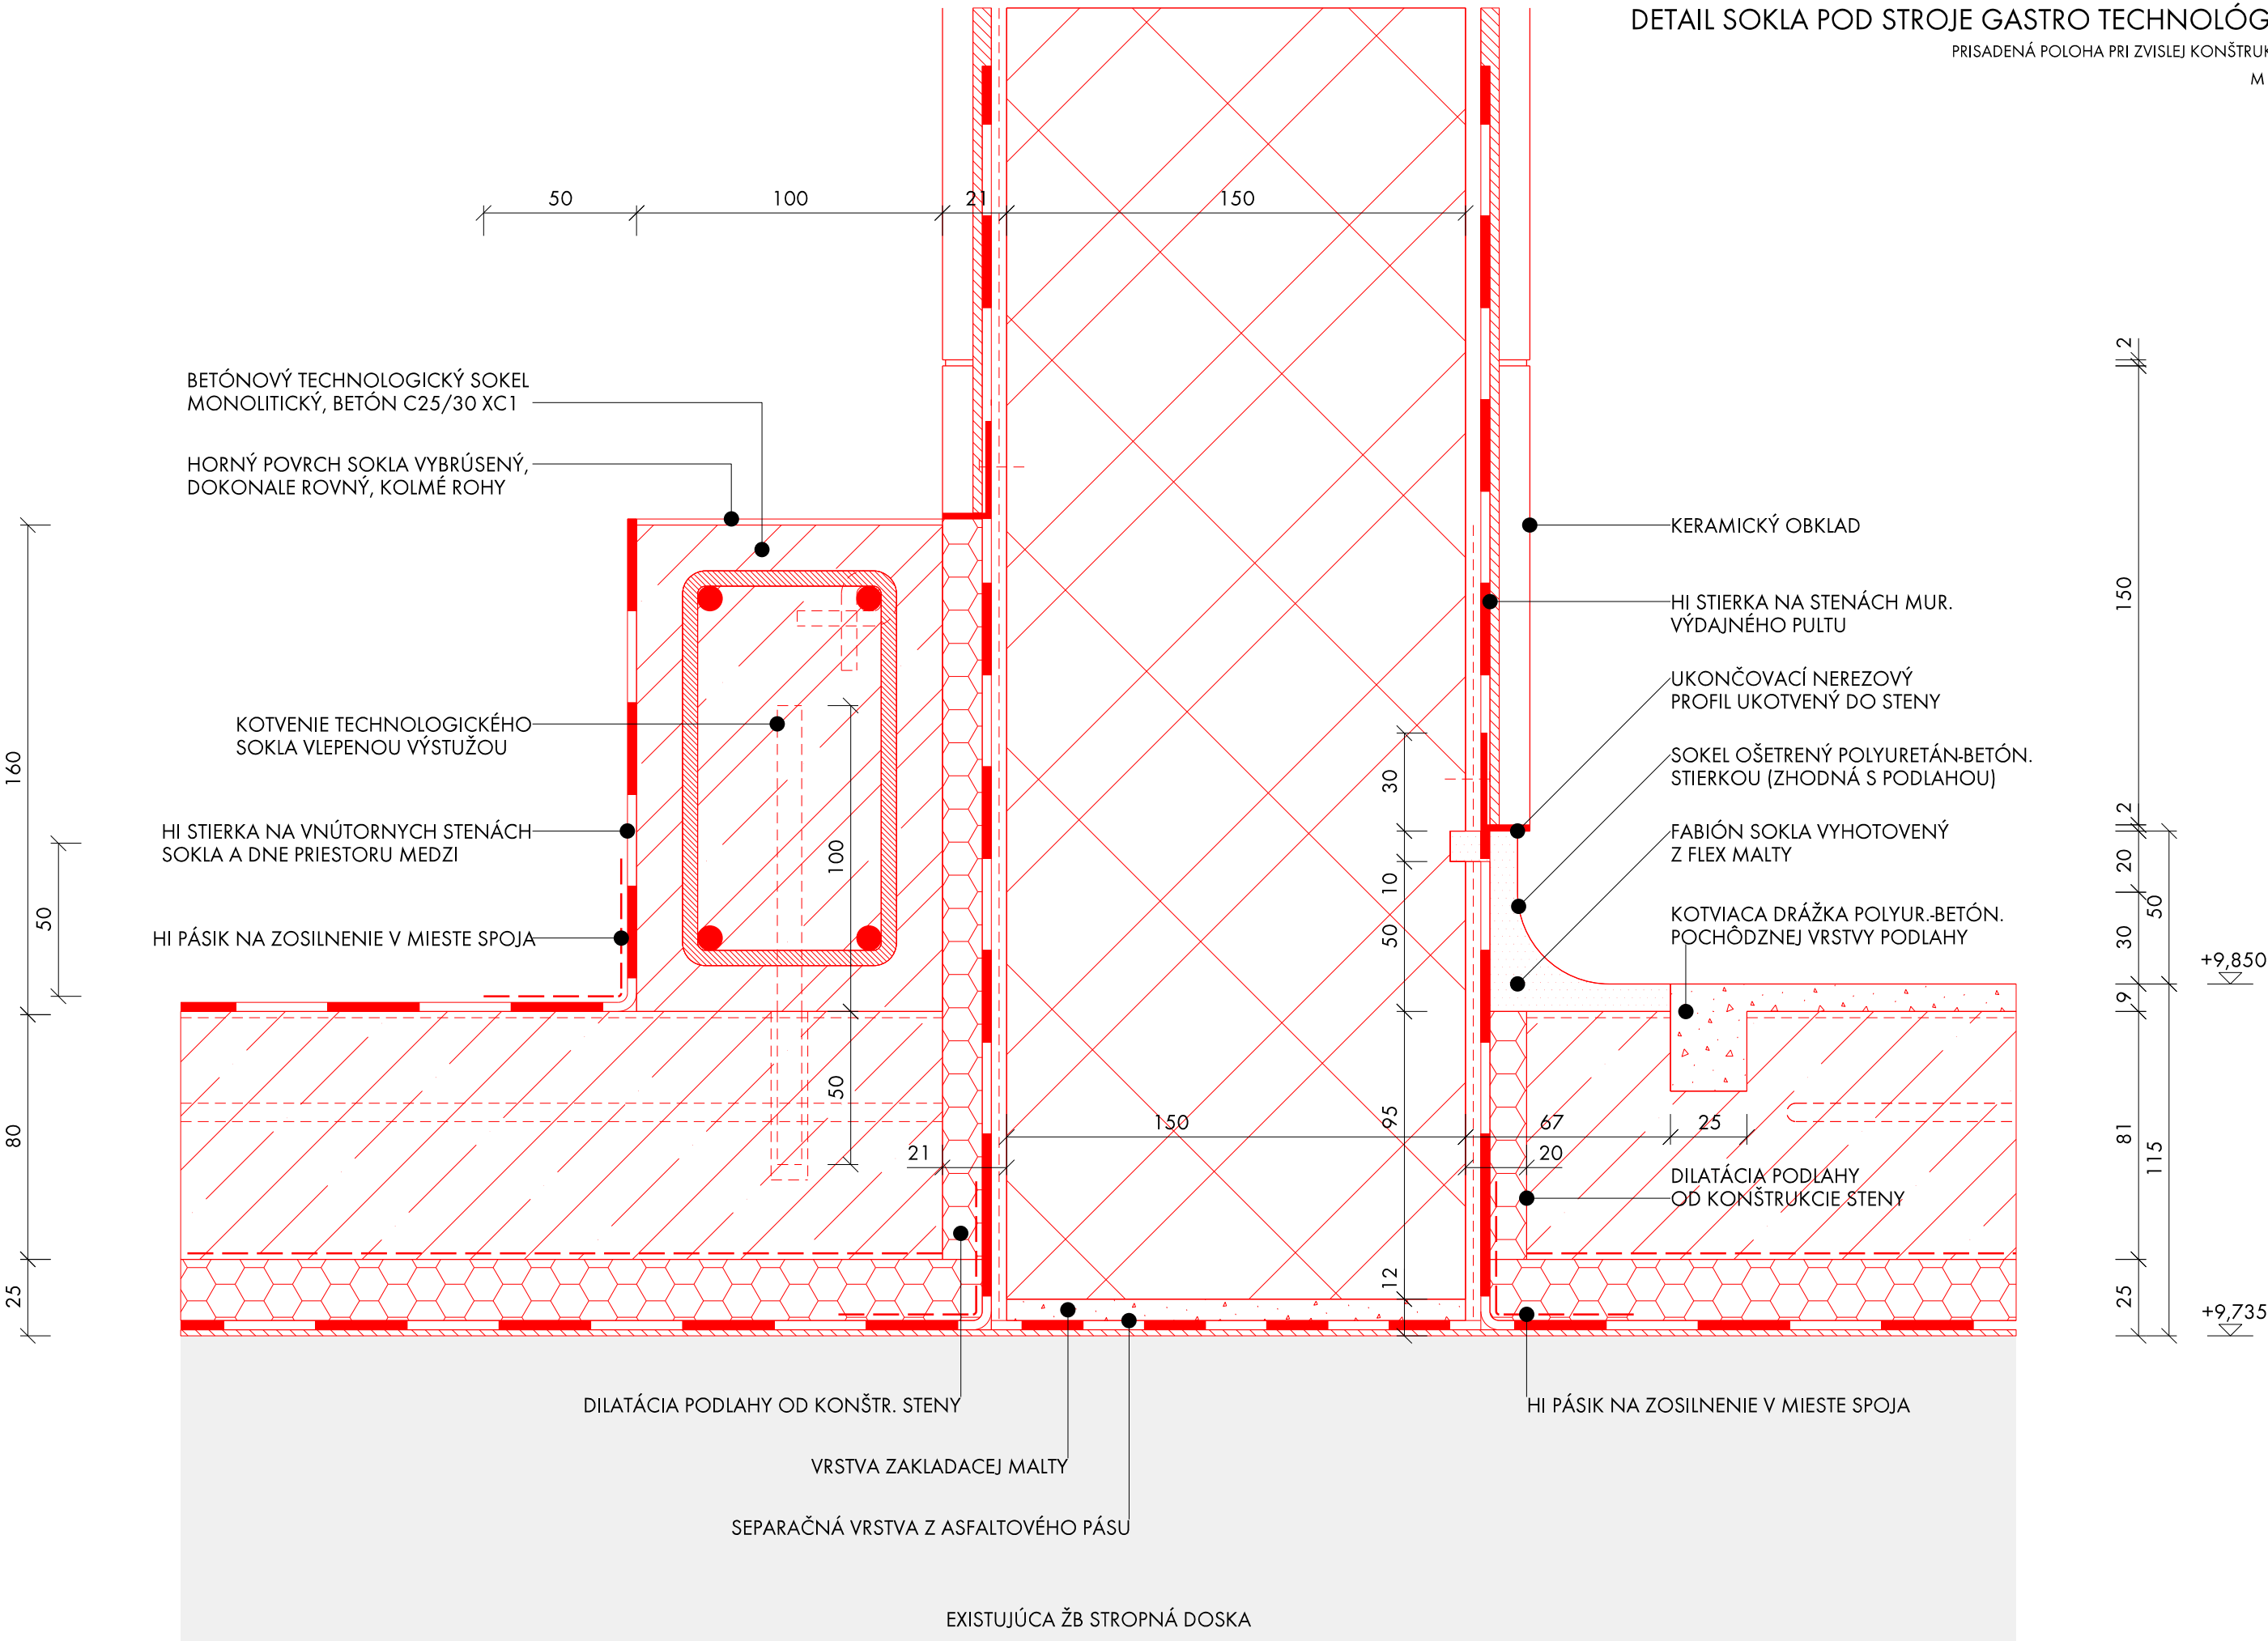 DETAIL SOKLA POD STROJE GASTRO TECHNOLÓG
PRISADENÁ POLOHA PRI ZVISLEJ KONŠTRUK
M
50
100
21
150
BETÓNOVÝ TECHNOLOGICKÝ SOKEL
MONOLITICKÝ, BETÓN C25/30 XC1
HORNÝ POVRCH SOKLA VYBRÚSENÝ,
DOKONALE ROVNÝ, KOLMÉ ROHY
KOTVENIE TECHNOLOGICKÉHO
SOKLA VLEPENOU VÝSTUŽOU
HI STIERKA NA VNÚTORNYCH STENÁCH
SOKLA A DNE PRIESTORU MEDZI
HI PÁSIK NA ZOSILNENIE V MIESTE SPOJA
160
50
80
25
100
50
21
30
10
50
95
12
150
67
25
20
KERAMICKÝ OBKLAD
HI STIERKA NA STENÁCH MUR.
VÝDAJNÉHO PULTU
UKONČOVACÍ NEREZOVÝ
PROFIL UKOTVENÝ DO STENY
SOKEL OŠETRENÝ POLYURETÁN-BETÓN.
STIERKOU (ZHODNÁ S PODLAHOU)
FABIÓN SOKLA VYHOTOVENÝ
Z FLEX MALTY
KOTVIACA DRÁŽKA POLYUR.-BETÓN.
POCHÔDZNEJ VRSTVY PODLAHY
DILATÁCIA PODLAHY
OD KONŠTRUKCIE STENY
2
150
2
20
50
30
9
81
115
25
+9,850
+9,735
DILATÁCIA PODLAHY OD KONŠTR. STENY
HI PÁSIK NA ZOSILNENIE V MIESTE SPOJA
VRSTVA ZAKLADACEJ MALTY
SEPARAČNÁ VRSTVA Z ASFALTOVÉHO PÁSU
EXISTUJÚCA ŽB STROPNÁ DOSKA